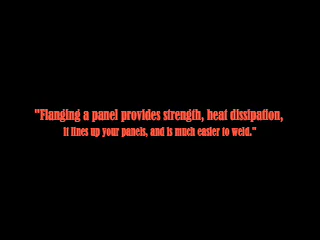 "Flanging a panel provides strength, heat dissipation,
it lines up your panels, and is much easier to weld."